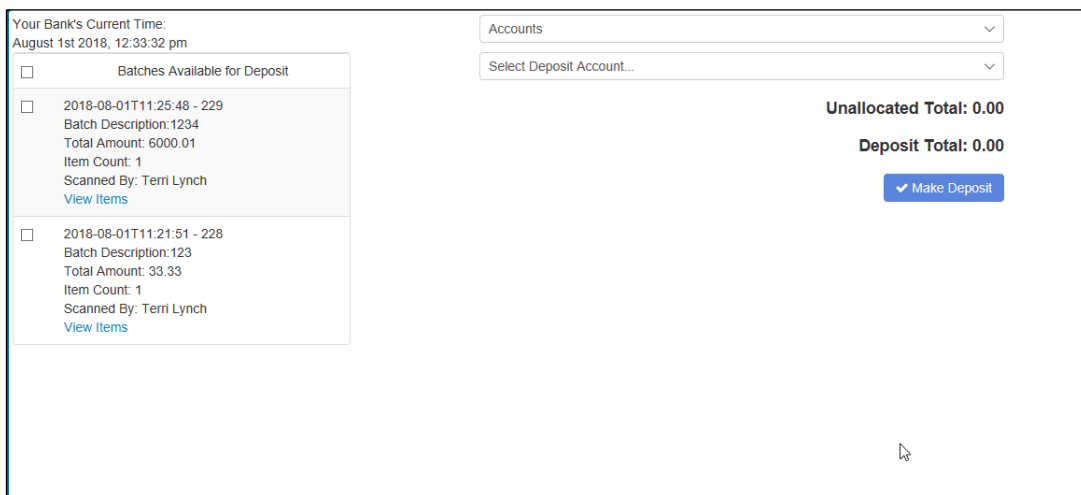 Your Bank's Current Time:
August 1st 2018, 12:33:32 pm
Batches Available for Deposit
2018-08-01T11:25:48 - 229
Batch Description:1234
Total Amount: 6000.01
Item Count: 1
Scanned By: Terri Lynch
View Items
2018-08-01T11:21:51 - 228
Batch Description:123
Total Amount: 33.33
Item Count: 1
Scanned By: Terri Lynch
View Items
Accounts
Select Deposit Account...
Unallocated Total: 0.00
Deposit Total: 0.00
Make Deposit